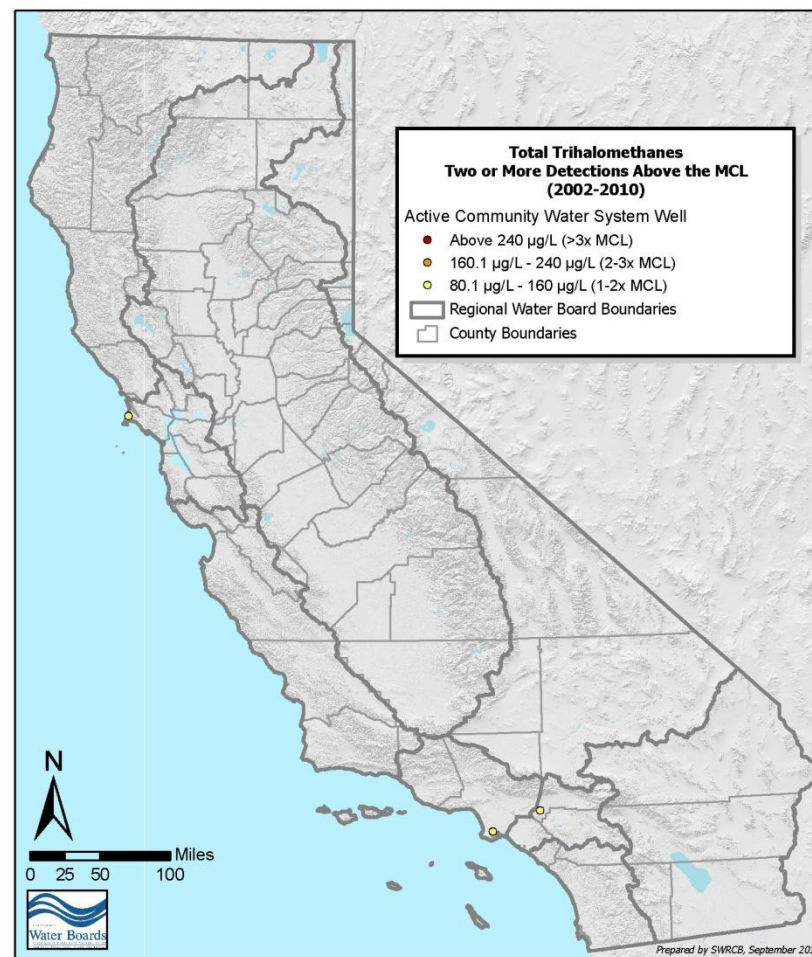 Total Trihalomethanes
Two or More Detections Above the MCL
(2002-2010)
Active Community Water System Well
Above 240 µg/L (>3x MCL)
160.1 µg/L - 240 µg/L (2-3x MCL)
80.1 µg/L - 160 µg/L (1-2x MCL)
Regional Water Board Boundaries
County Boundaries
N
Miles
0 25 50 100
Water Boards
Prepared by SWRCB, September